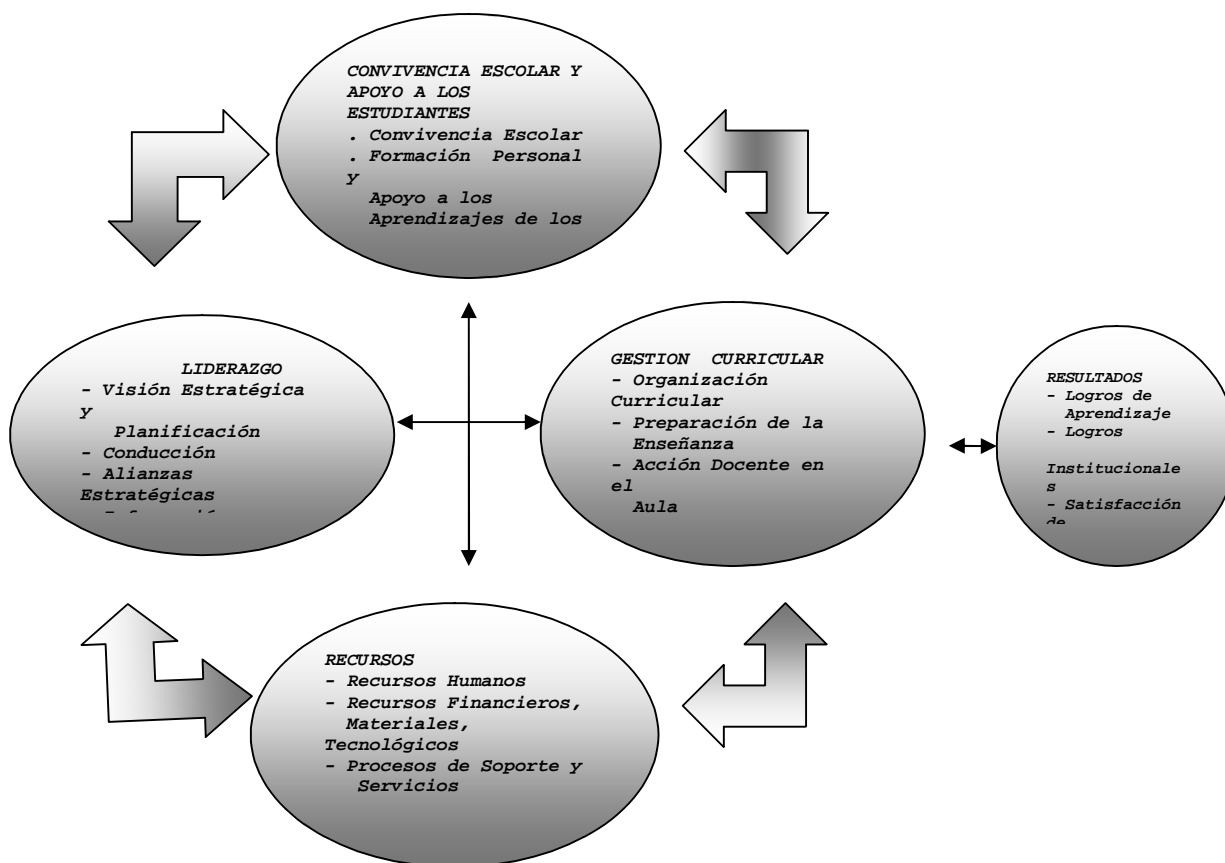 CONVIVENCIA ESCOLAR Y
APOYO A LOS
ESTUDIANTES
. Convivencia Escolar
. Formación Personal
y
Apoyo a los
Aprendizajes de los
LIDERAZGO
- Visión Estratégica
y
Planificación
- Conducción
- Alianzas
Estratégicas
GESTION CURRICULAR
- Organización
Curricular
- Preparación de la
Enseñanza
- Acción Docente en
el
Aula
RESULTADOS
- Logros de
Aprendizaje
- Logros
Institucionale
s
- Satisfacción
de
RECURSOS
- Recursos Humanos
- Recursos Financieros,
Materiales,
Tecnológicos
- Procesos de Soporte y
Servicios